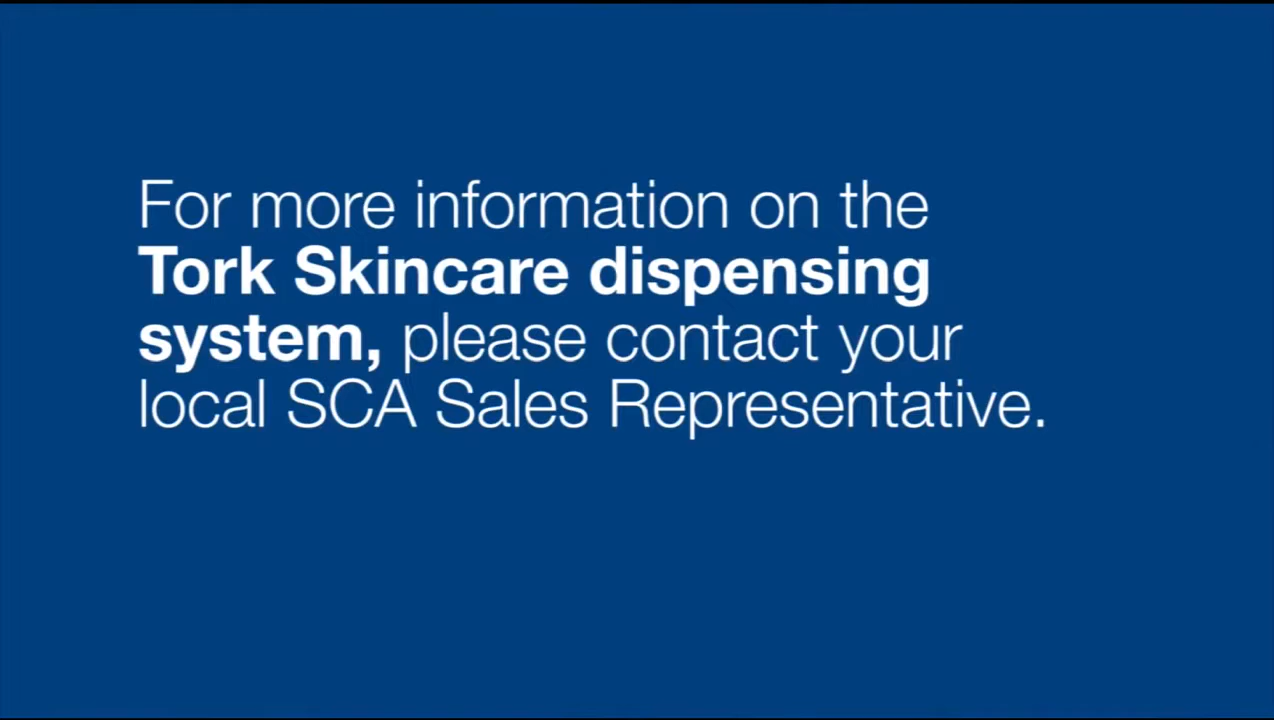 For more information on the
Tork Skincare dispensing
system, please contact your
local SCA Sales Representative.